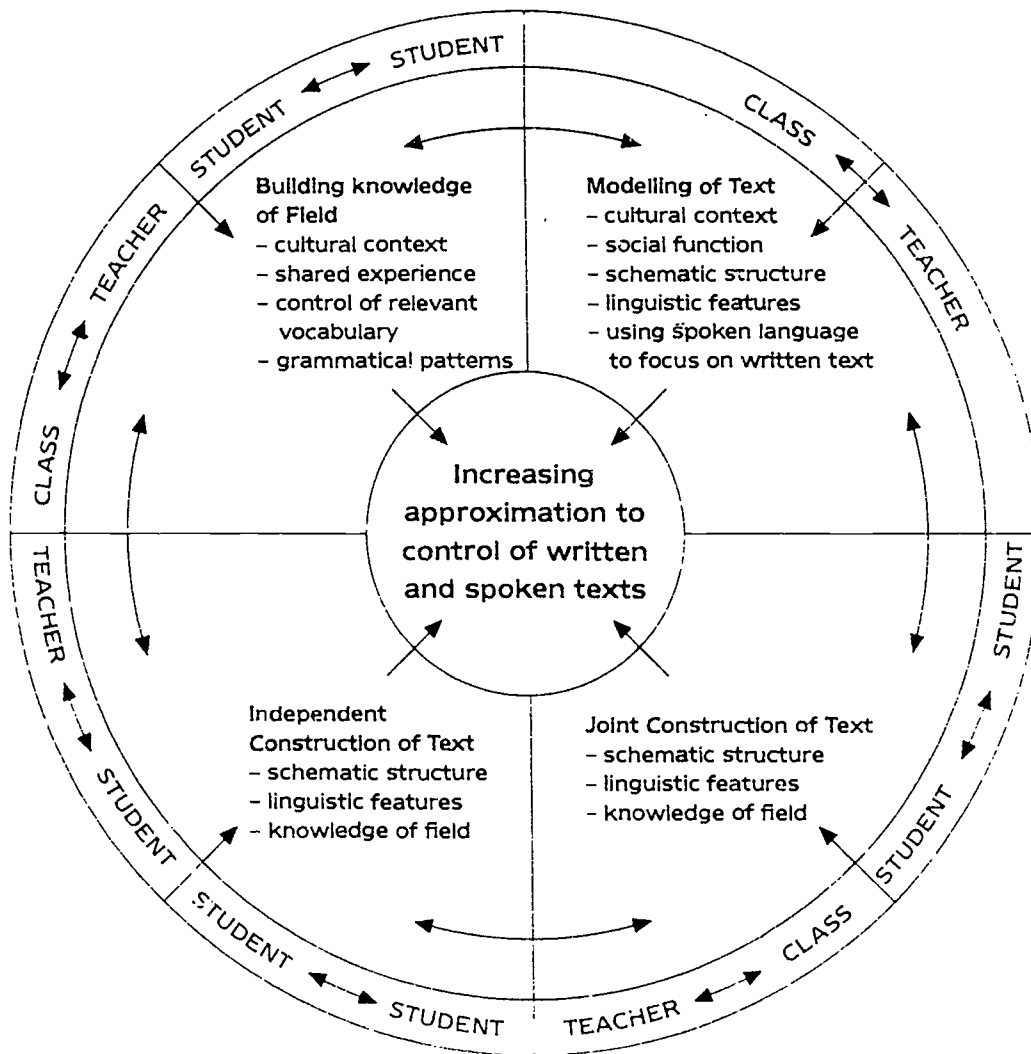 STUDENT ↔ STUDENT
CLASS ↔ TEACHER
CLASS ↔ TEACHER
Building knowledge
of Field
– cultural context
– shared experience
– control of relevant
vocabulary
– grammatical patterns
Modelling of Text
– cultural context
– social function
– schematic structure
– linguistic features
– using spoken language
to focus on written text
Increasing
approximation to
control of written
and spoken texts
Independent
Construction of Text
– schematic structure
– linguistic features
– knowledge of field
Joint Construction of Text
– schematic structure
– linguistic features
– knowledge of field
TEACHER ↔ STUDENT
STUDENT ↔ STUDENT
STUDENT ↔ STUDENT
TEACHER ↔ CLASS